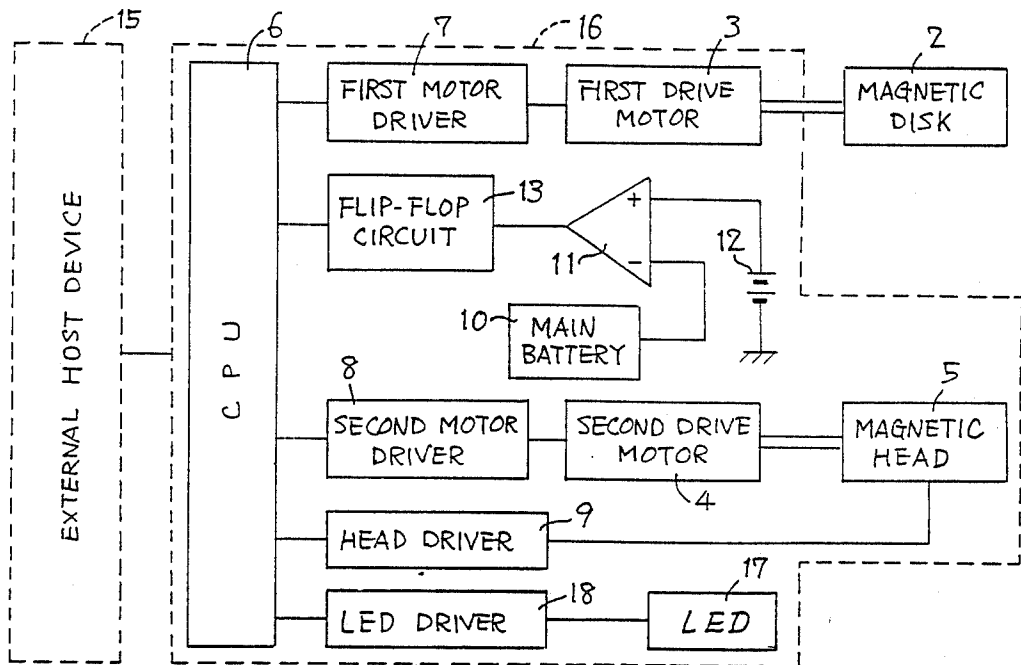 15
6
16
7
3
2
FIRST MOTOR
DRIVER
FIRST DRIVE
MOTOR
MAGNETIC
DISK
13
FLIP-FLOP
CIRCUIT
+
-
11
12
10
MAIN
BATTERY
EXTERNAL HOST DEVICE
CPU
8
5
SECOND MOTOR
DRIVER
SECOND DRIVE
MOTOR
MAGNETIC
HEAD
4
9
HEAD DRIVER
18
17
LED DRIVER
LED